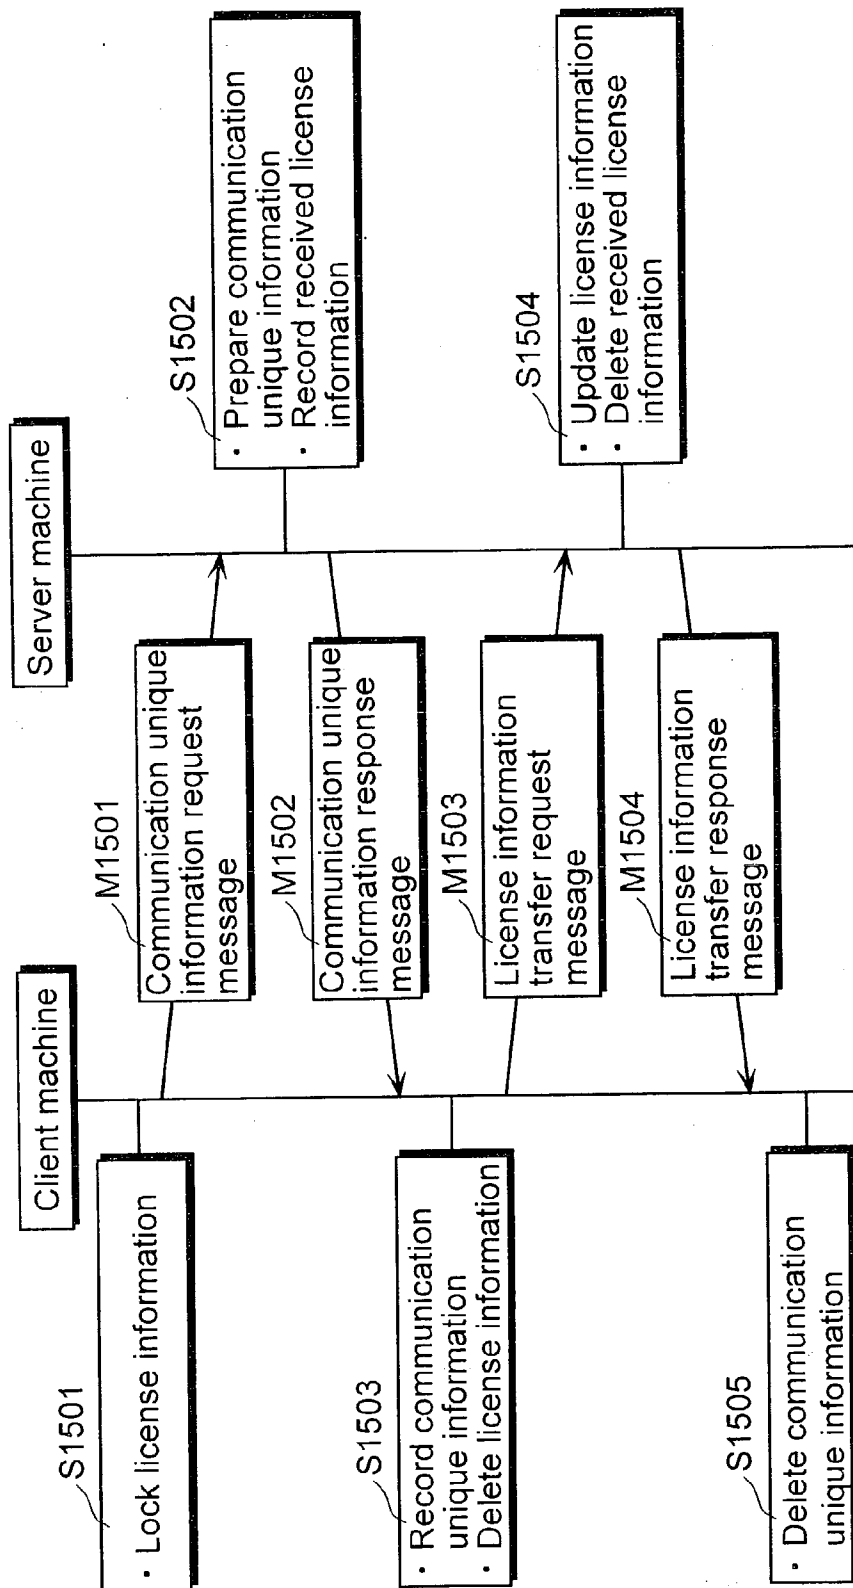 Client machine
Server machine
S1501
· Lock license information
M1501
Communication unique
information request
message
S1502
· Prepare communication
unique information
· Record received license
information
M1502
Communication unique
information response
message
S1503
· Record communication
unique information
· Delete license information
M1503
License information
transfer request
message
S1504
· Update license information
· Delete received license
information
M1504
License information
transfer response
message
S1505
· Delete communication
unique information